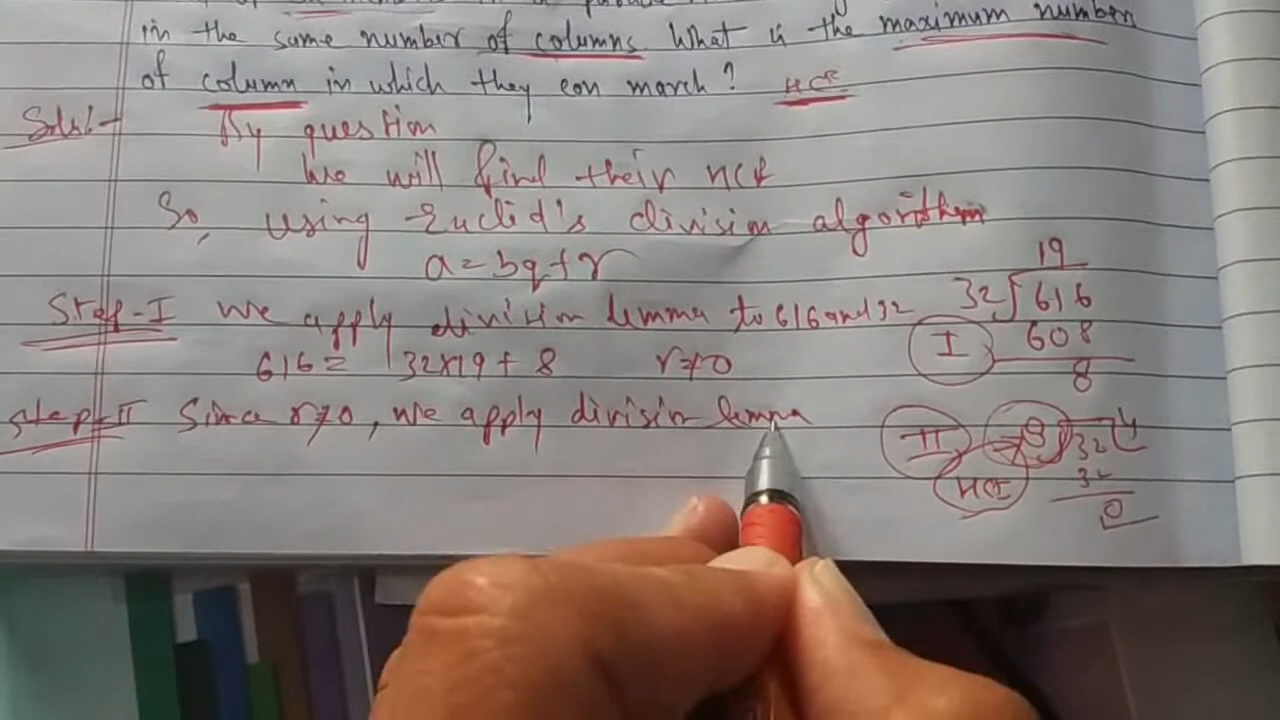 in the same number of columns What is the maximum number
of column in which they can march? HCF
Solu:-
By question
We will find their HCF
So, using Euclid's division algorithm
a=bq+r
Step-I We apply division lemma to 616 and 32
616= 32×19+8 r≠0
Step-II Since r≠0, we apply divisin lemma
19
32)616
I 608
8
II 8)32 4
HCF 32
0